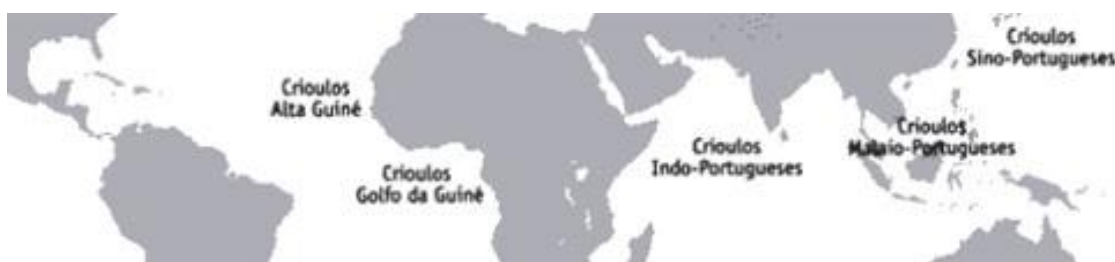 Crioulos
Alta Guiné
Crioulos
Golfo da Guiné
Crioulos
Indo-Portugueses
Crioulos
Malaio-Portugueses
Crioulos
Sino-Portugueses